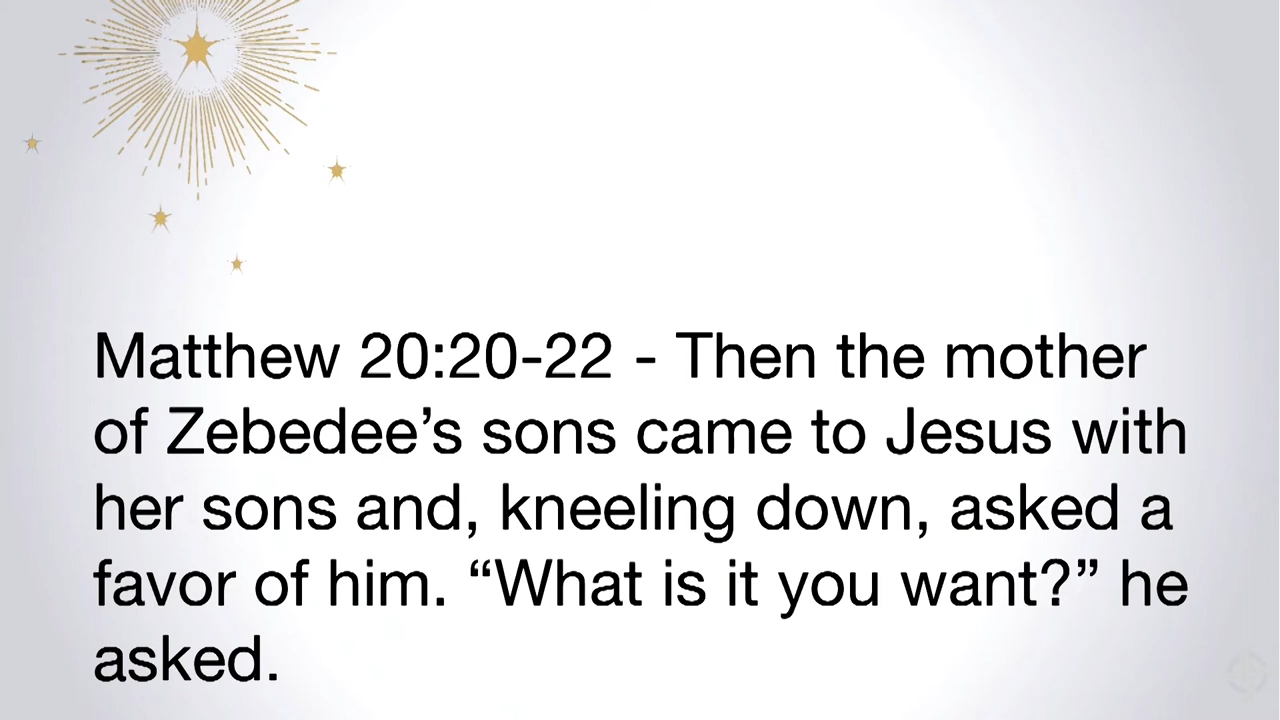 Matthew 20:20-22 - Then the mother
of Zebedee’s sons came to Jesus with
her sons and, kneeling down, asked a
favor of him. “What is it you want?” he
asked.